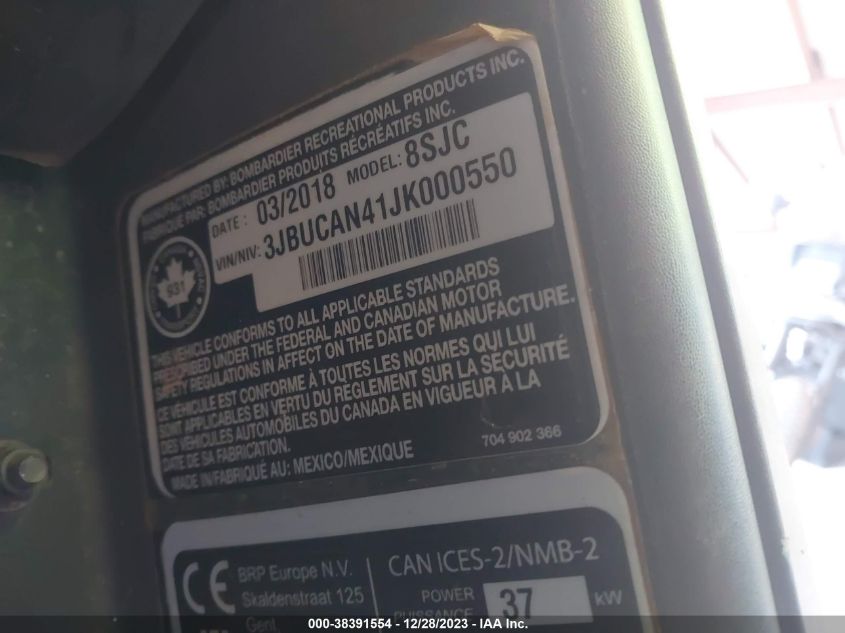 MANUFACTURED BY: BOMBARDIER RECREATIONAL PRODUCTS INC.
FABRIQUÉ PAR: BOMBARDIER PRODUITS RÉCRÉATIFS INC.
DATE : 03/2018 MODEL: 8SJC
VIN/NIV: 3JBUCAN41JK000550
931
THIS VEHICLE CONFORMS TO ALL APPLICABLE STANDARDS
PRESCRIBED UNDER THE FEDERAL AND CANADIAN MOTOR
SAFETY REGULATIONS IN AFFECT ON THE DATE OF MANUFACTURE.
CE VÉHICULE EST CONFORME À TOUTES LES NORMES QUI LUI
SONT APPLICABLES EN VERTU DU RÈGLEMENT SUR LA SÉCURITÉ
DES VÉHICULES AUTOMOBILES DU CANADA EN VIGUEUR À LA
DATE DE SA FABRICATION.
MADE IN/FABRIQUÉ AU: MEXICO/MEXIQUE
704 902 366
CE
BRP Europe N.V.
Skaldenstraat 125
Gent
CAN ICES-2/NMB-2
POWER
PUISSANCE
37 kW
000-38391554 - 12/28/2023 - IAA Inc.